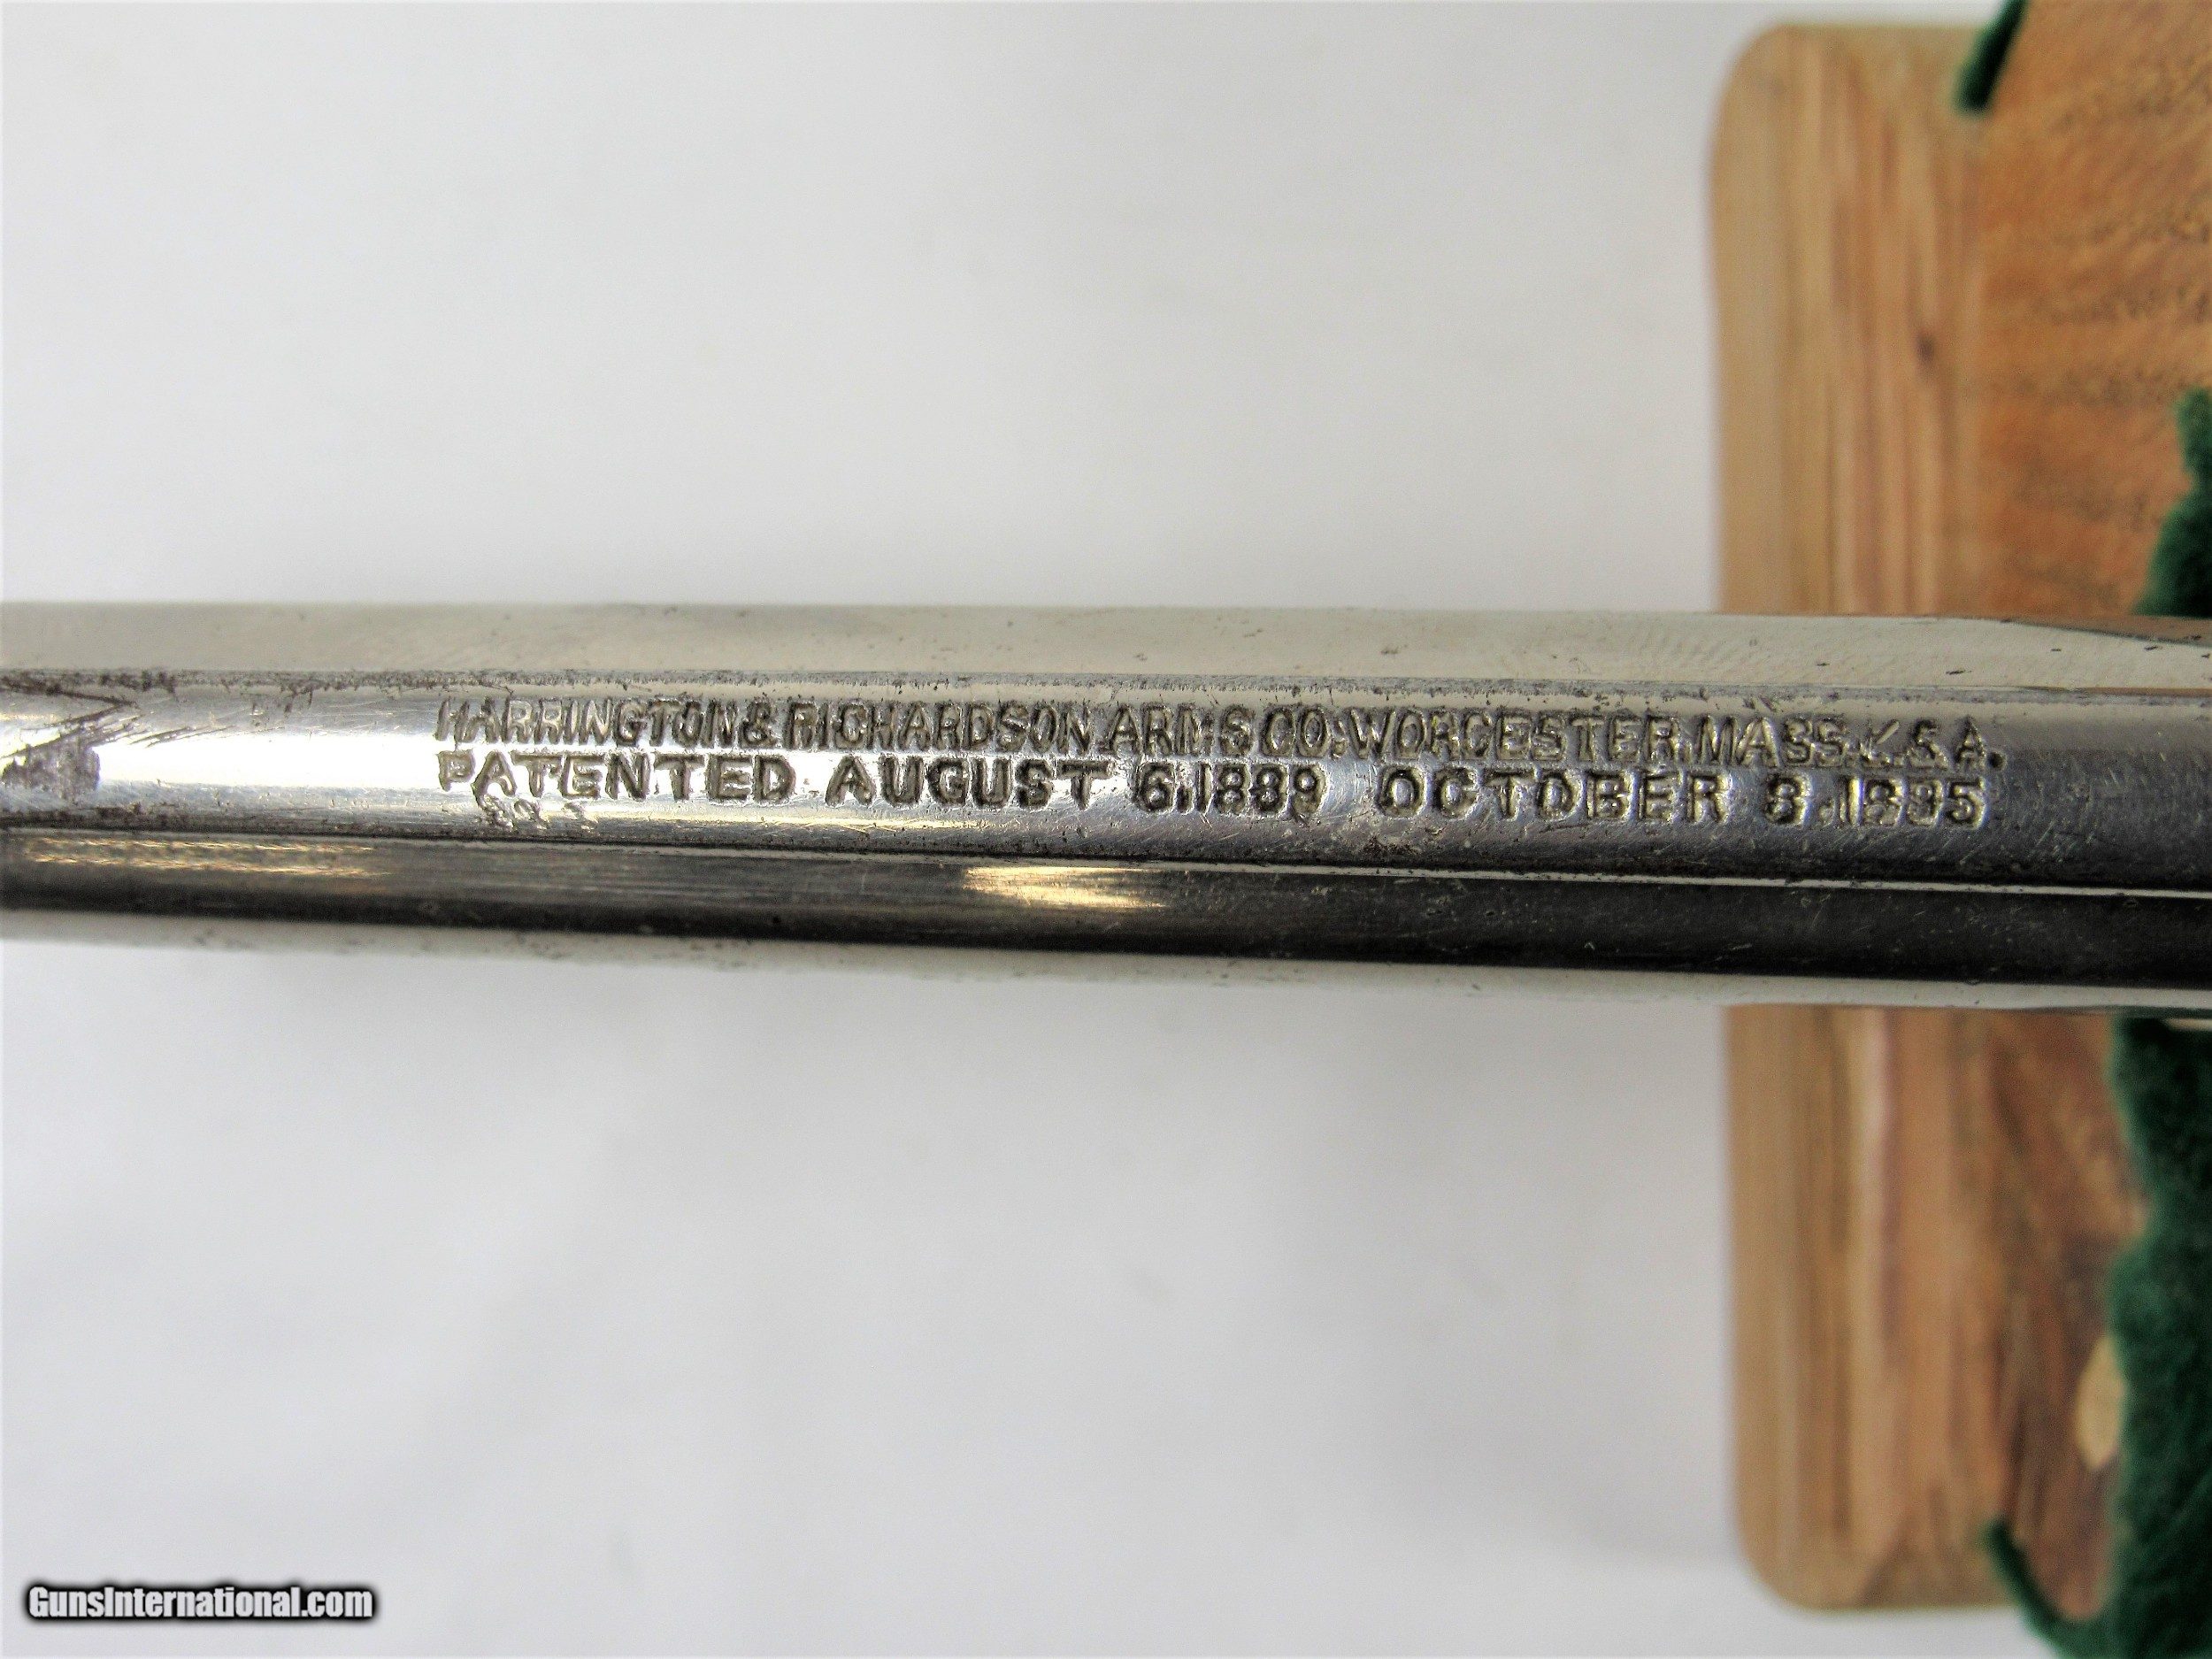 HARRINGTON & RICHARDSON ARMS CO. WORCESTER, MASS. U.S.A.
PATENTED AUGUST 6.1889 OCTOBER 8.1895
GunsInternational.com